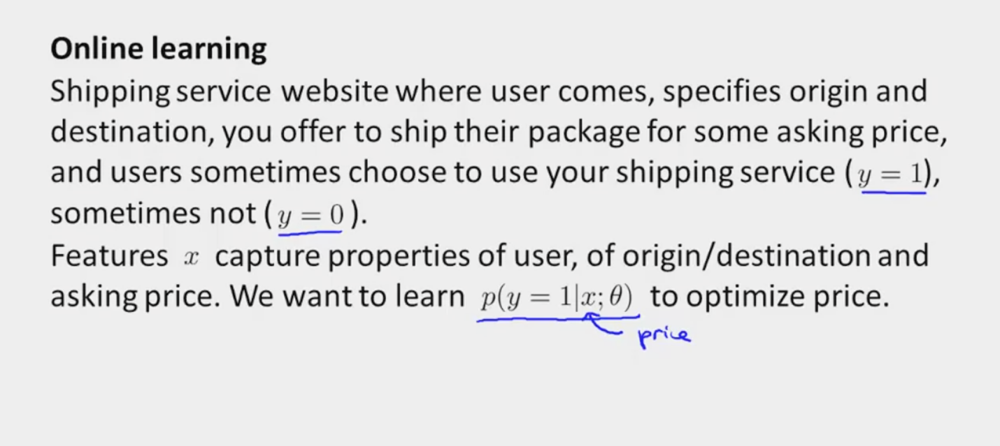 Online learning
Shipping service website where user comes, specifies origin and
destination, you offer to ship their package for some asking price,
and users sometimes choose to use your shipping service (y = 1),
sometimes not (y = 0).
Features x capture properties of user, of origin/destination and
asking price. We want to learn p(y = 1|x; θ) to optimize price.
price